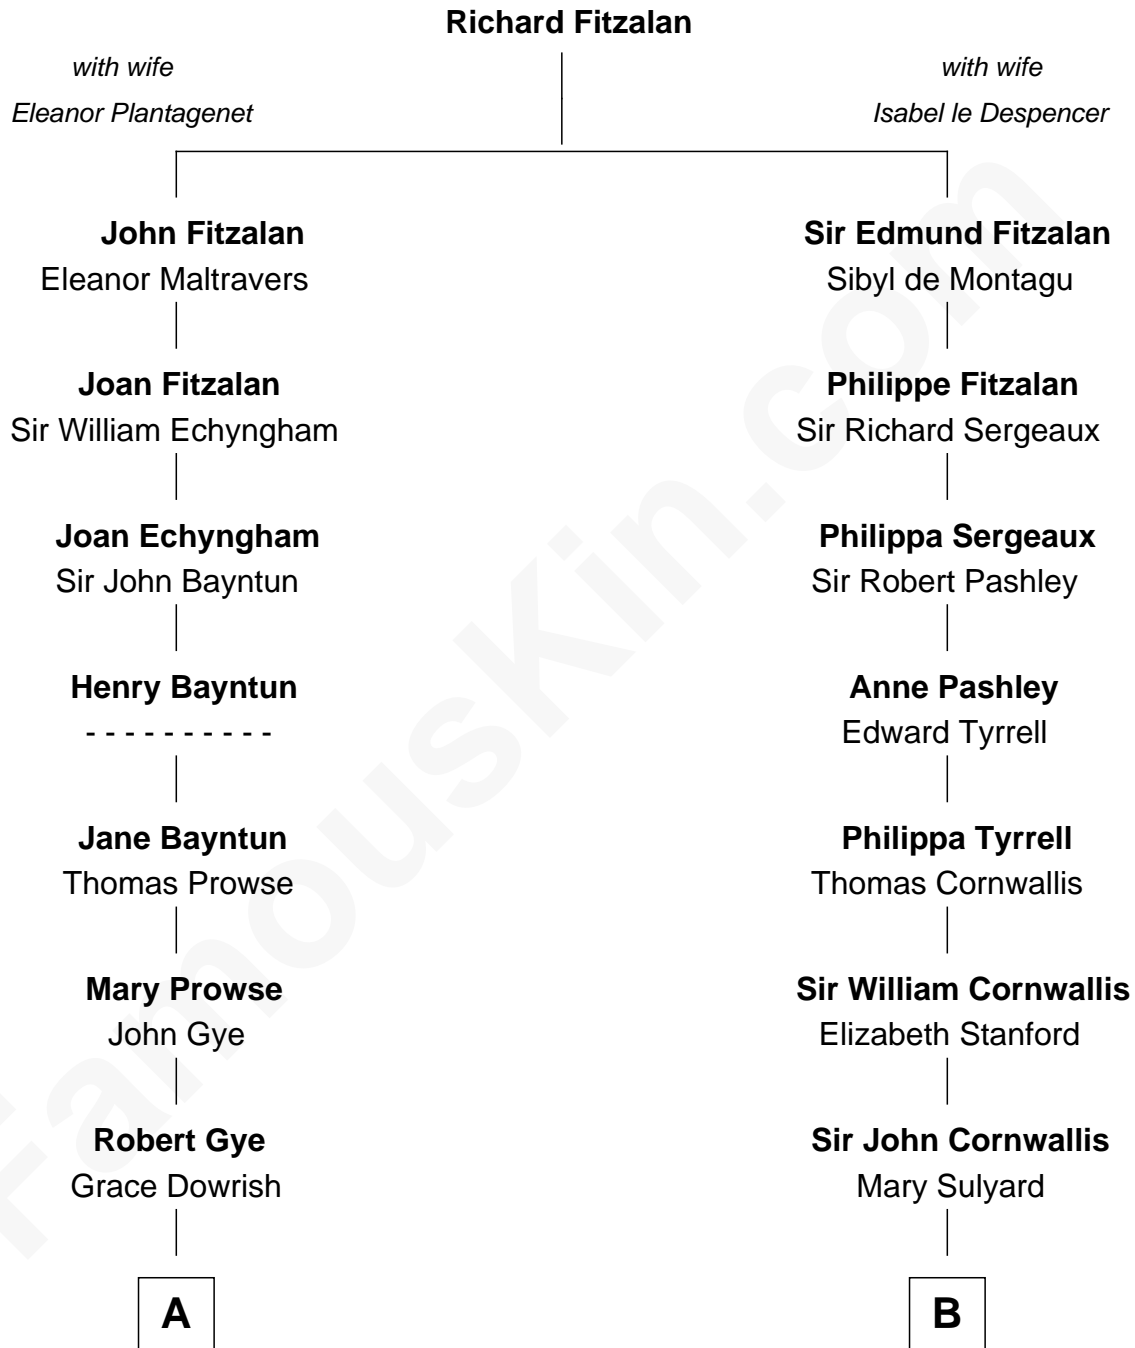 Richard Fitzalan
with wife
Eleanor Plantagenet
with wife
Isabel le Despencer
John Fitzalan
Eleanor Maltravers
Sir Edmund Fitzalan
Sibyl de Montagu
Joan Fitzalan
Sir William Echyngham
Philippe Fitzalan
Sir Richard Sergeaux
Joan Echyngham
Sir John Bayntun
Philippa Sergeaux
Sir Robert Pashley
Henry Bayntun
- - - - - - - - - -
Anne Pashley
Edward Tyrrell
Jane Bayntun
Thomas Prowse
Philippa Tyrrell
Thomas Cornwallis
Mary Prowse
John Gye
Sir William Cornwallis
Elizabeth Stanford
Robert Gye
Grace Dowrish
Sir John Cornwallis
Mary Sulyard
A
B
FamousKin.com